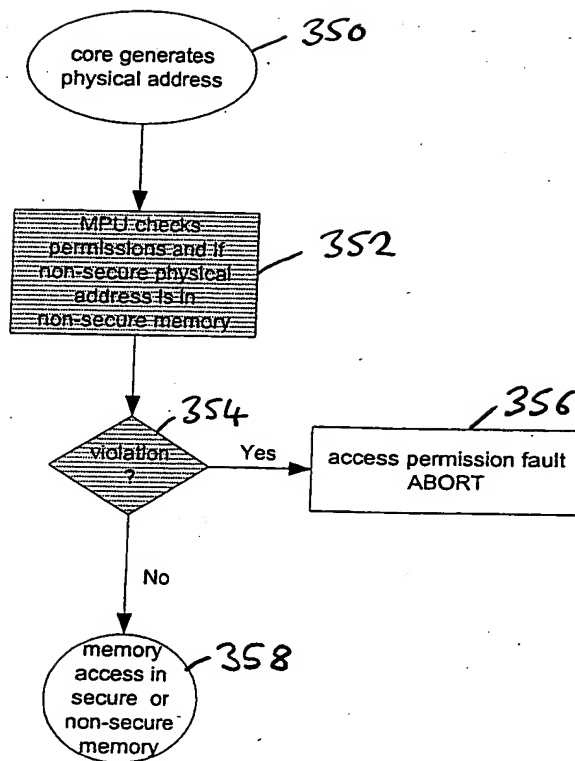 core generates
physical address
350
MPU checks
permissions and if
non-secure physical
address is in
non-secure memory
352
violation
?
354
Yes
access permission fault
ABORT
356
No
memory
access in
secure or
non-secure
memory
358